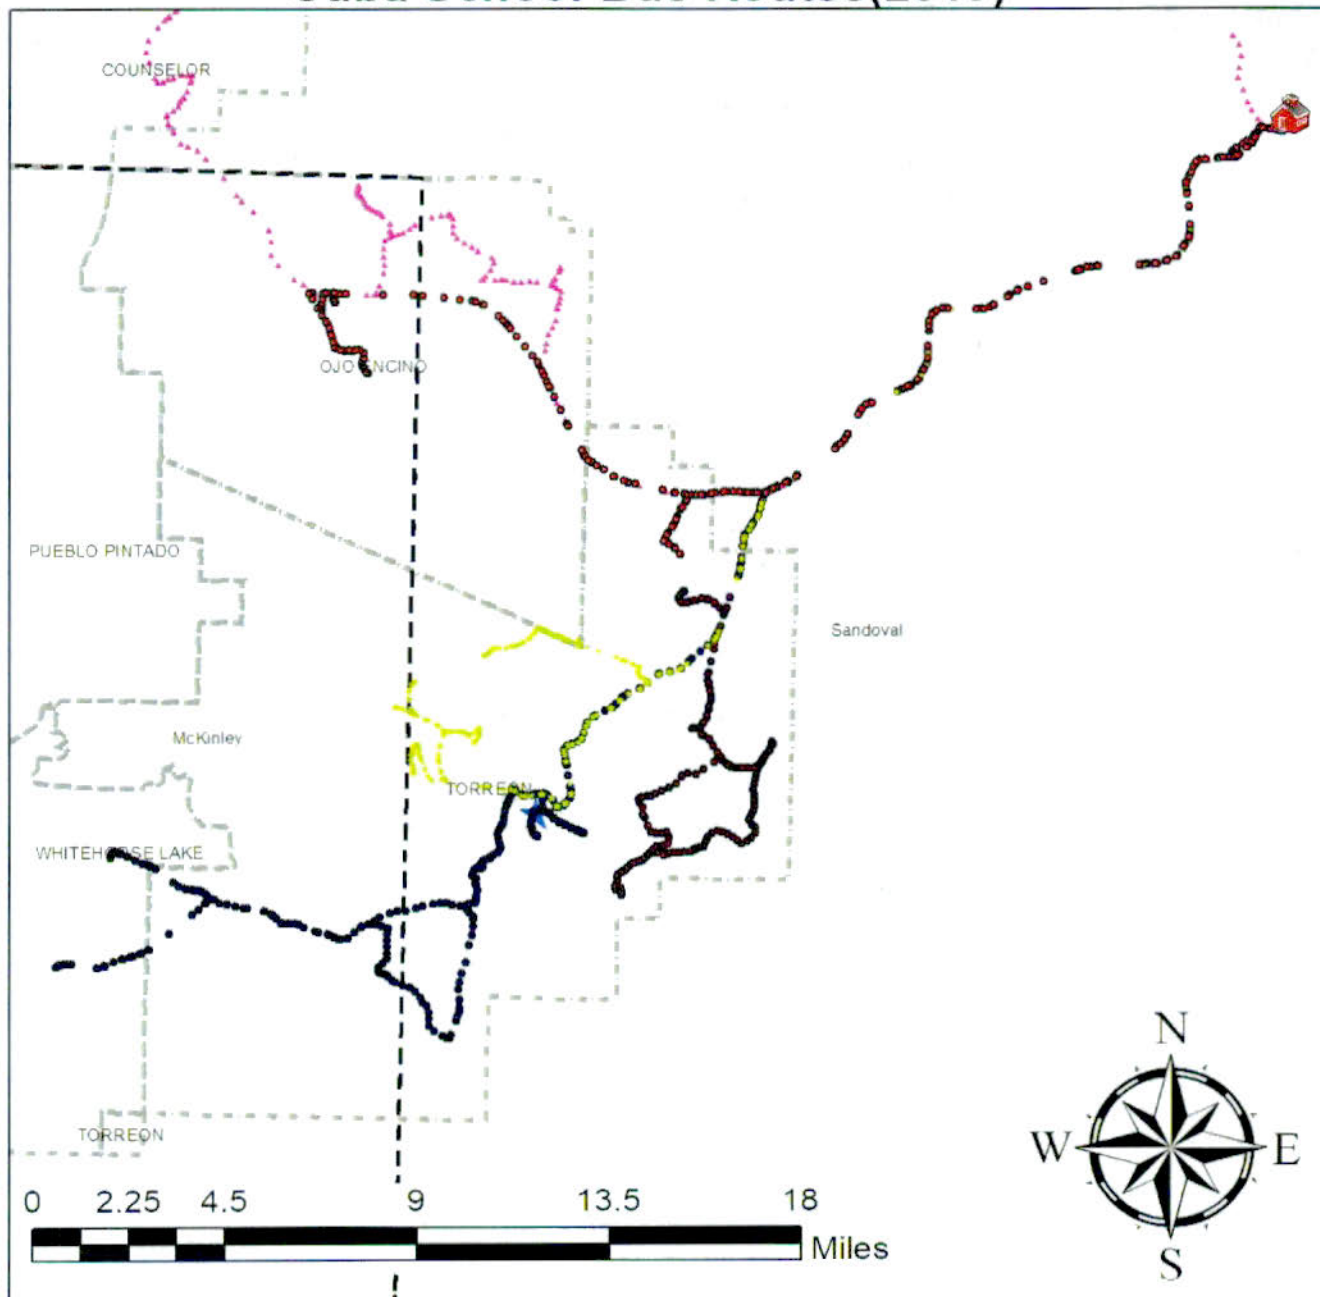 COUNSELOR
OJO ENCINO
PUEBLO PINTADO
Sandoval
McKinley
TORREON
WHITEHORSE LAKE
N
W E
S
TORREON
0 2.25 4.5 9 13.5 18
Miles